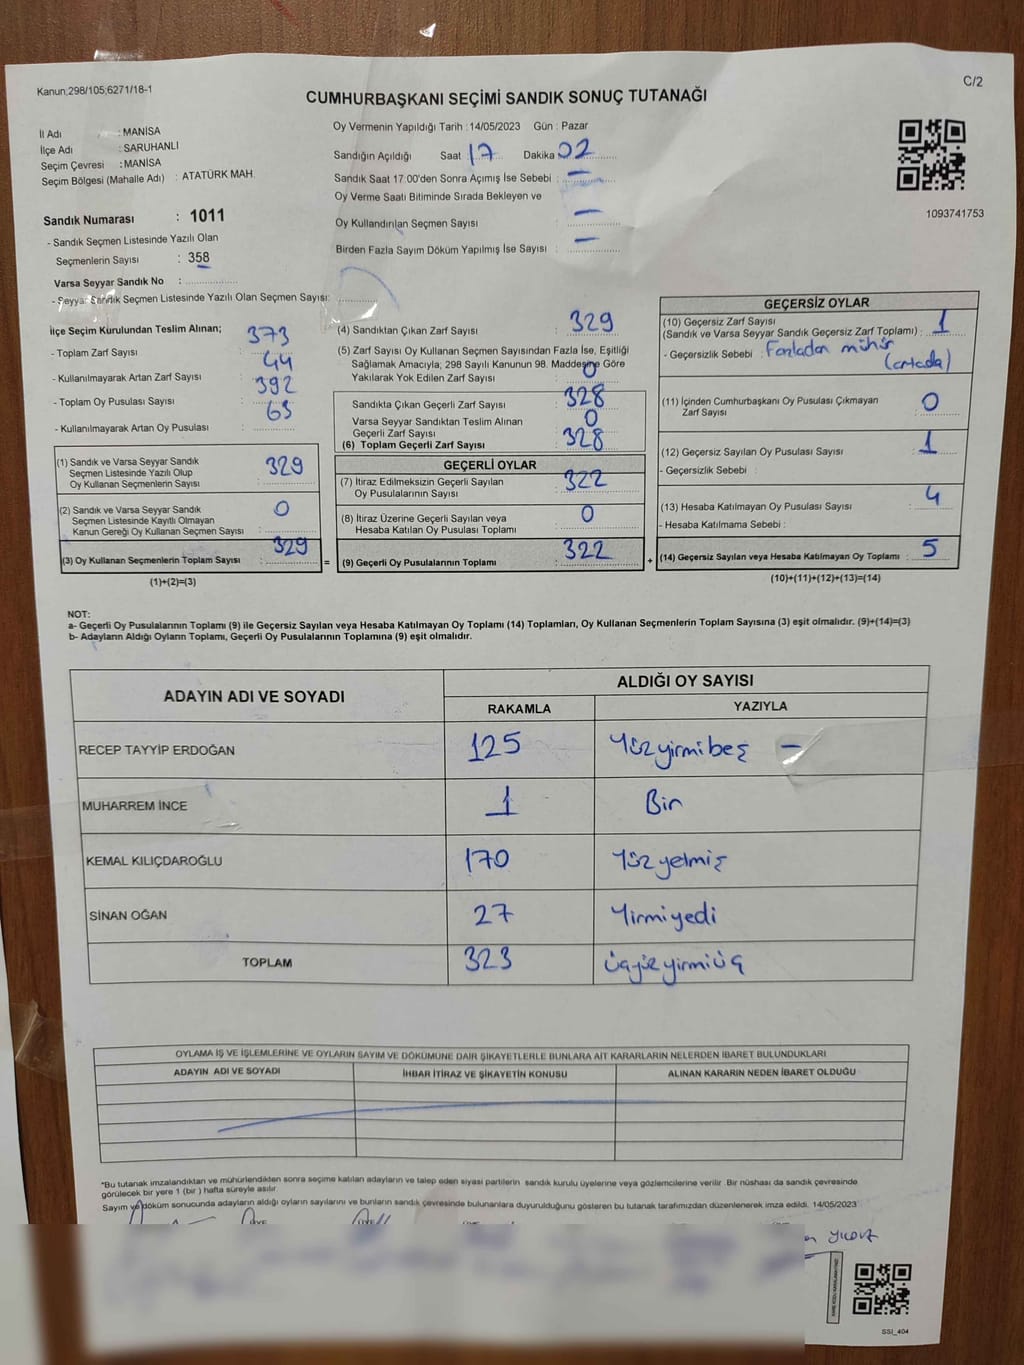 Kanun;298/105;6271/18-1
C/2
CUMHURBAŞKANI SEÇİMİ SANDIK SONUÇ TUTANAĞI
İl Adı : MANİSA
İlçe Adı : SARUHANLI
Seçim Çevresi : MANİSA
Seçim Bölgesi (Mahalle Adı) : ATATÜRK MAH.
Oy Vermenin Yapıldığı Tarih : 14/05/2023 Gün : Pazar
Sandığın Açıldığı Saat 17 Dakika 02
Sandık Saat 17:00'den Sonra Açımış İse Sebebi : –
Oy Verme Saati Bitiminde Sırada Bekleyen ve
Oy Kullandırılan Seçmen Sayısı : –
Birden Fazla Sayım Döküm Yapılmış İse Sayısı : –
1093741753
Sandık Numarası : 1011
- Sandık Seçmen Listesinde Yazılı Olan
Seçmenlerin Sayısı : 358
Varsa Seyyar Sandık No :
- Seyyar Sandık Seçmen Listesinde Yazılı Olan Seçmen Sayısı:
İlçe Seçim Kurulundan Teslim Alınan;
- Toplam Zarf Sayısı : 373
- Kullanılmayarak Artan Zarf Sayısı : 44
- Toplam Oy Pusulası Sayısı : 392
- Kullanılmayarak Artan Oy Pusulası : 63
(1) Sandık ve Varsa Seyyar Sandık
Seçmen Listesinde Yazılı Olup
Oy Kullanan Seçmenlerin Sayısı : 329
(2) Sandık ve Varsa Seyyar Sandık
Seçmen Listesinde Kayıtlı Olmayan
Kanun Gereği Oy Kullanan Seçmen Sayısı : 0
(3) Oy Kullanan Seçmenlerin Toplam Sayısı : 329
(1)+(2)=(3)
=
(4) Sandıktan Çıkan Zarf Sayısı : 329
(5) Zarf Sayısı Oy Kullanan Seçmen Sayısından Fazla İse, Eşitliği
Sağlamak Amacıyla; 298 Sayılı Kanunun 98. Maddesine Göre
Yakılarak Yok Edilen Zarf Sayısı : 0
Sandıkta Çıkan Geçerli Zarf Sayısı : 328
Varsa Seyyar Sandıktan Teslim Alınan
Geçerli Zarf Sayısı : 0
(6) Toplam Geçerli Zarf Sayısı : 328
GEÇERLİ OYLAR
(7) İtiraz Edilmeksizin Geçerli Sayılan
Oy Pusulalarının Sayısı : 322
(8) İtiraz Üzerine Geçerli Sayılan veya
Hesaba Katılan Oy Pusulası Toplamı : 0
(9) Geçerli Oy Pusulalarının Toplamı : 322
+
GEÇERSİZ OYLAR
(10) Geçersiz Zarf Sayısı
(Sandık ve Varsa Seyyar Sandık Geçersiz Zarf Toplamı) : 1
- Geçersizlik Sebebi : Fazladan mühür
(ortada)
(11) İçinden Cumhurbaşkanı Oy Pusulası Çıkmayan
Zarf Sayısı : 0
(12) Geçersiz Sayılan Oy Pusulası Sayısı : 1
- Geçersizlik Sebebi :
(13) Hesaba Katılmayan Oy Pusulası Sayısı : 4
- Hesaba Katılmama Sebebi :
(14) Geçersiz Sayılan veya Hesaba Katılmayan Oy Toplamı : 5
(10)+(11)+(12)+(13)=(14)
NOT:
a- Geçerli Oy Pusulalarının Toplamı (9) ile Geçersiz Sayılan veya Hesaba Katılmayan Oy Toplamı (14) Toplamları, Oy Kullanan Seçmenlerin Toplam Sayısına (3) eşit olmalıdır. (9)+(14)=(3)
b- Adayların Aldığı Oyların Toplamı, Geçerli Oy Pusulalarının Toplamına (9) eşit olmalıdır.
ADAYIN ADI VE SOYADI
ALDIĞI OY SAYISI
RAKAMLA YAZIYLA
RECEP TAYYİP ERDOĞAN 125 Yüzyirmibeş –
MUHARREM İNCE 1 Bir
KEMAL KILIÇDAROĞLU 170 Yüzyetmiş
SİNAN OĞAN 27 Yirmiyedi
TOPLAM 323 üçyüzyirmiüç
OYLAMA İŞ VE İŞLEMLERİNE VE OYLARIN SAYIM VE DÖKÜMÜNE DAİR ŞİKAYETLERLE BUNLARA AİT KARARLARIN NELERDEN İBARET BULUNDUKLARI
ADAYIN ADI VE SOYADI İHBAR İTİRAZ VE ŞİKAYETİN KONUSU ALINAN KARARIN NEDEN İBARET OLDUĞU
*Bu tutanak imzalandıktan ve mühürlendikten sonra seçime katılan adayların ve talep eden siyasi partilerin sandık kurulu üyelerine veya gözlemcilerine verilir. Bir nüshası da sandık çevresinde
görülecek bir yere 1 (bir ) hafta süreyle asılır.
Sayım ve döküm sonucunda adayların aldığı oyların sayılarını ve bunların sandık çevresinde bulunanlara duyurulduğunu gösteren bu tutanak tarafımızdan düzenlenerek imza edildi. 14/05/2023
SSI_404